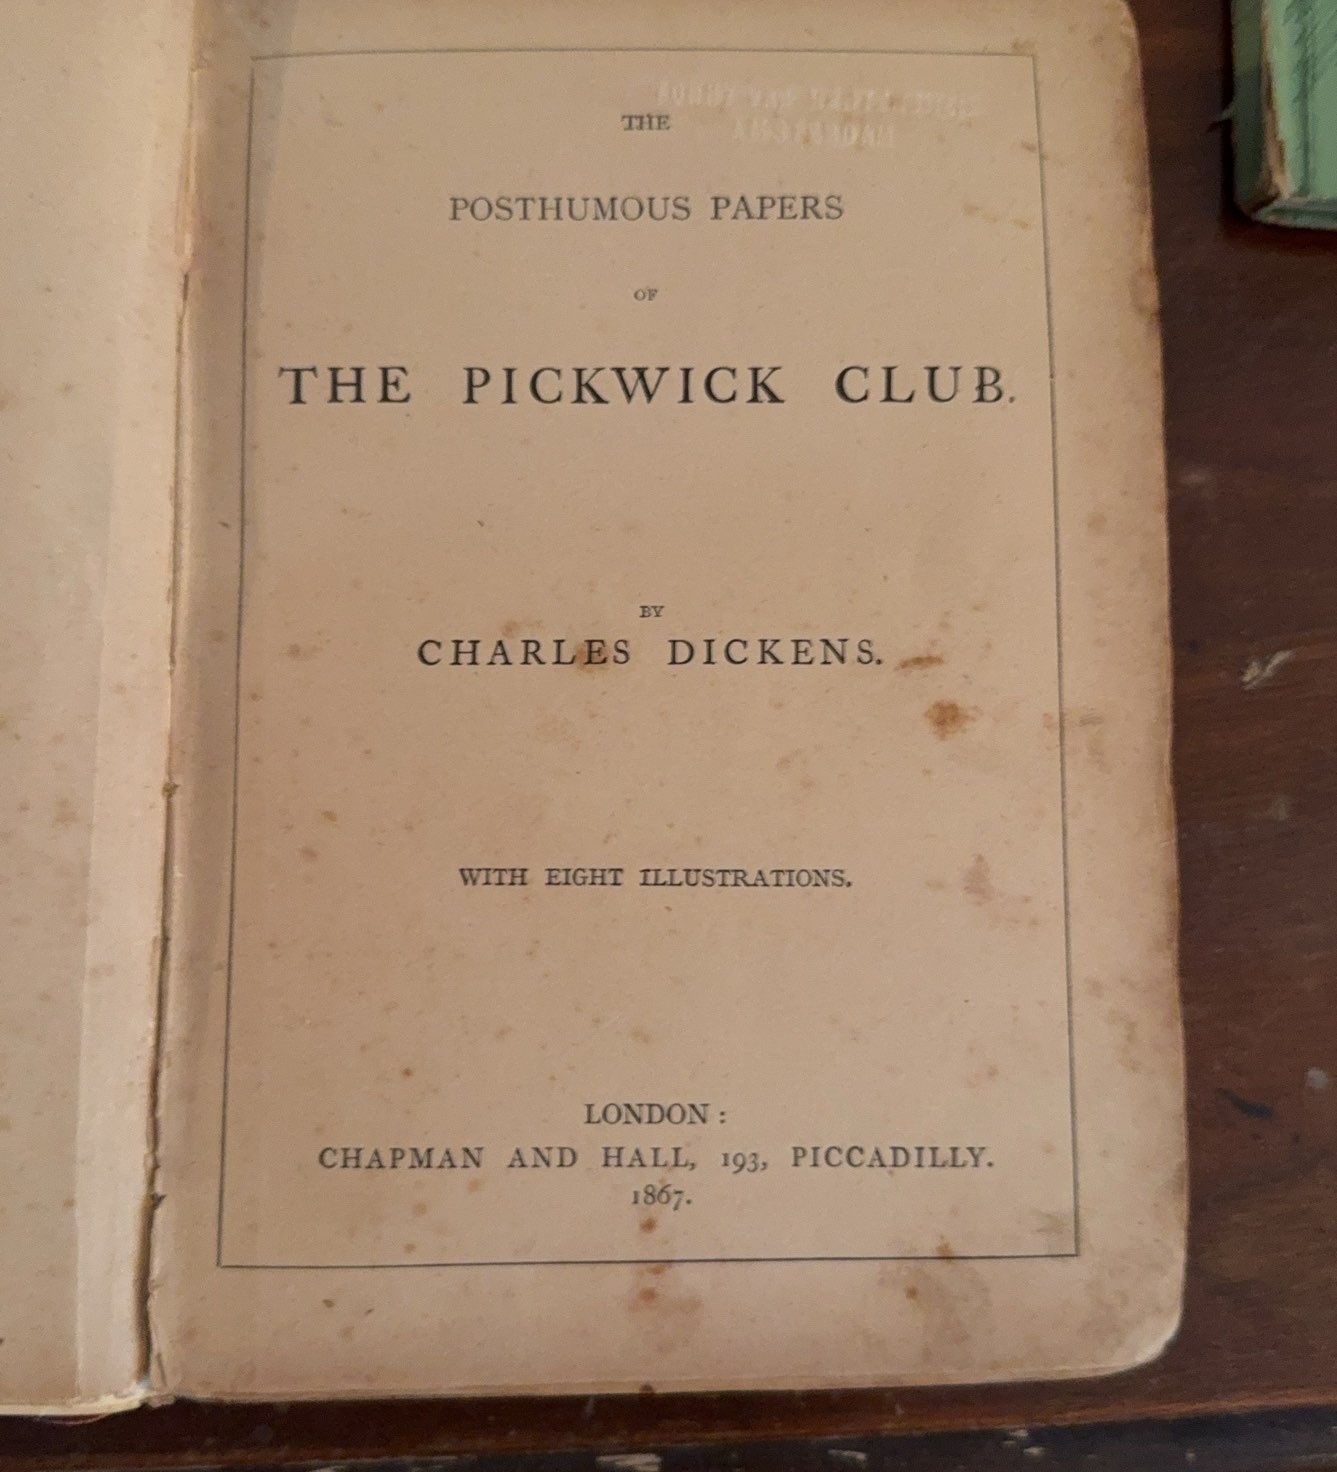 THE
POSTHUMOUS PAPERS
OF
THE PICKWICK CLUB.
BY
CHARLES DICKENS.
WITH EIGHT ILLUSTRATIONS.
LONDON:
CHAPMAN AND HALL, 193, PICCADILLY.
1867.